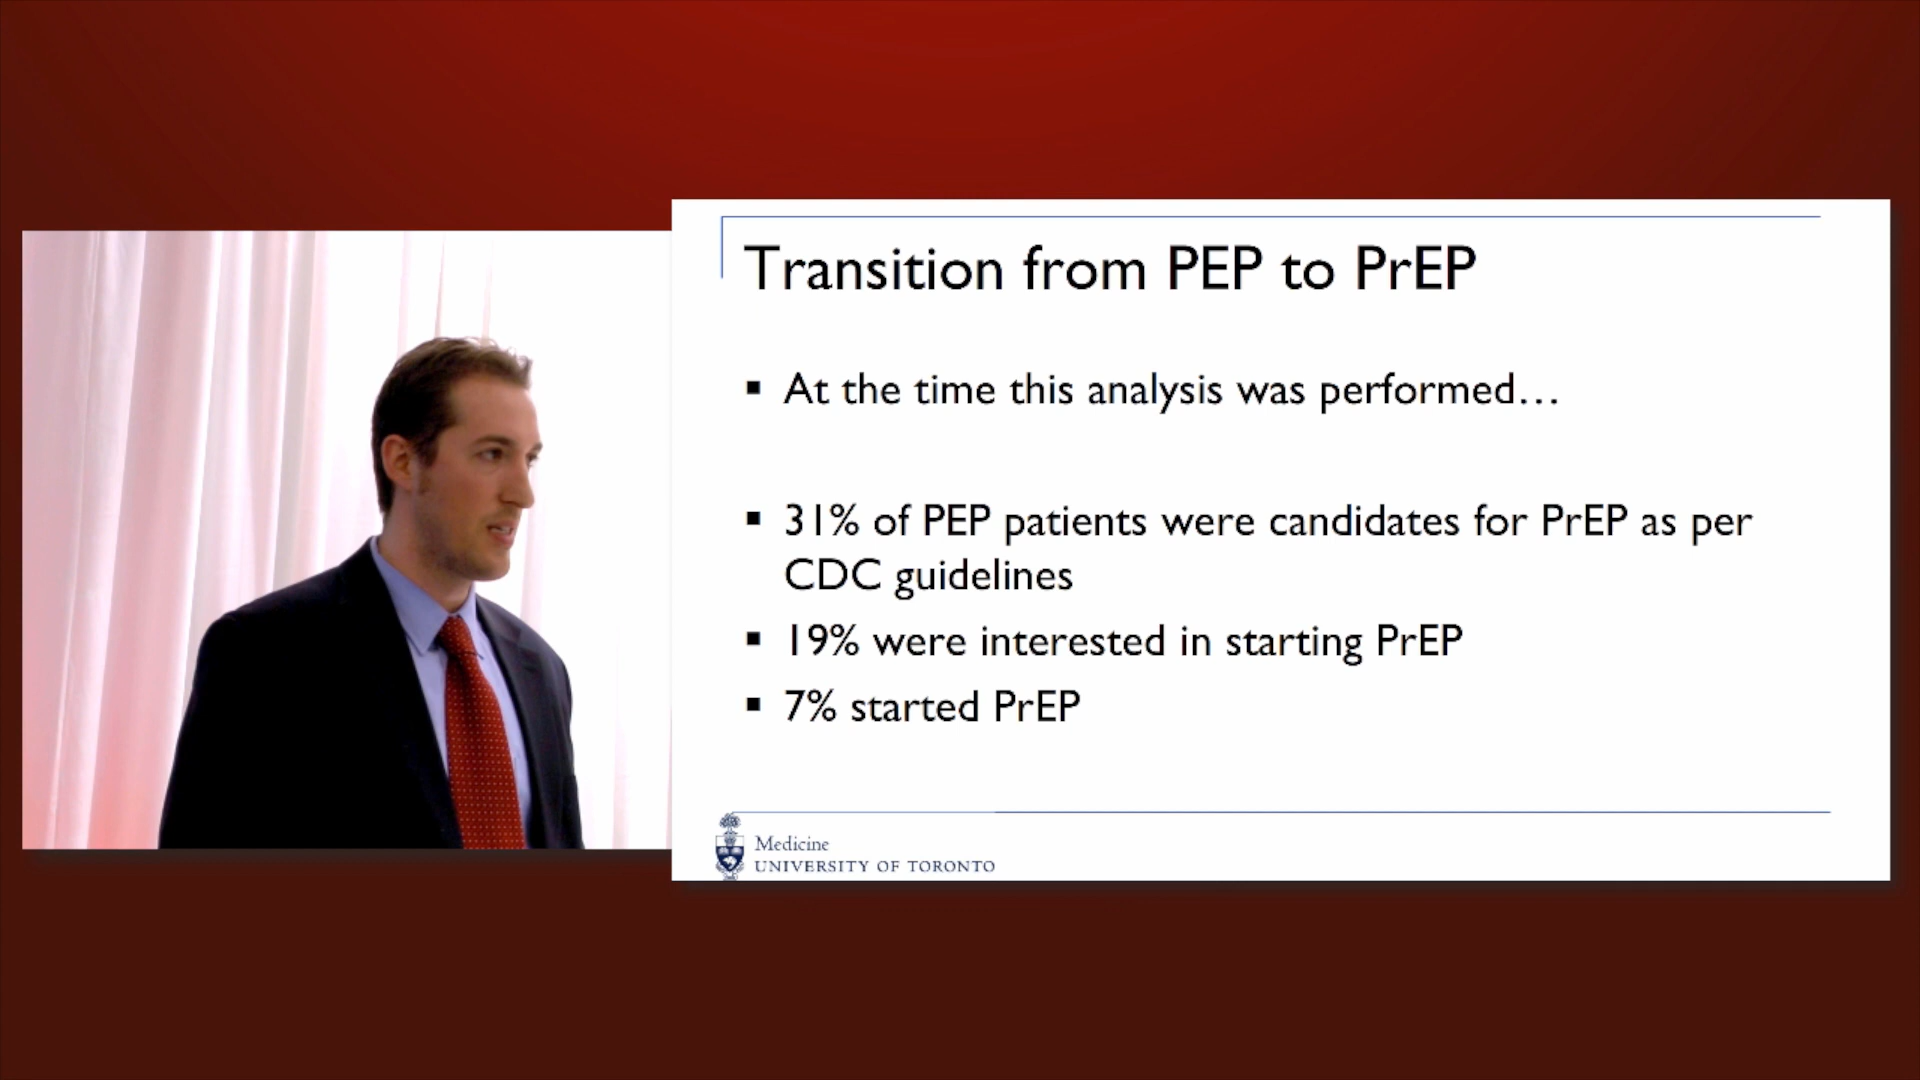 Transition from PEP to PrEP
▪ At the time this analysis was performed…
▪ 31% of PEP patients were candidates for PrEP as per
CDC guidelines
▪ 19% were interested in starting PrEP
▪ 7% started PrEP
Medicine
UNIVERSITY OF TORONTO